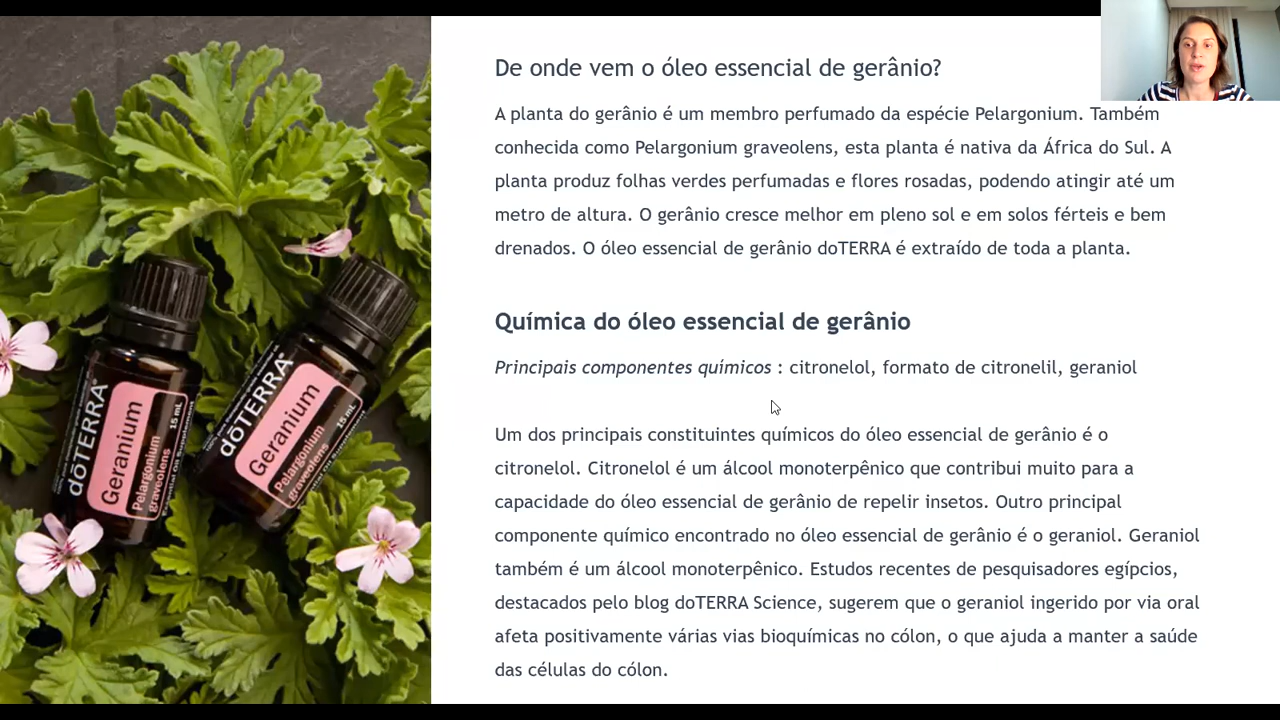 De onde vem o óleo essencial de gerânio?
A planta do gerânio é um membro perfumado da espécie Pelargonium. Também
conhecida como Pelargonium graveolens, esta planta é nativa da África do Sul. A
planta produz folhas verdes perfumadas e flores rosadas, podendo atingir até um
metro de altura. O gerânio cresce melhor em pleno sol e em solos férteis e bem
drenados. O óleo essencial de gerânio doTERRA é extraído de toda a planta.
Química do óleo essencial de gerânio
Principais componentes químicos : citronelol, formato de citronelil, geraniol
Um dos principais constituintes químicos do óleo essencial de gerânio é o
citronelol. Citronelol é um álcool monoterpênico que contribui muito para a
capacidade do óleo essencial de gerânio de repelir insetos. Outro principal
componente químico encontrado no óleo essencial de gerânio é o geraniol. Geraniol
também é um álcool monoterpênico. Estudos recentes de pesquisadores egípcios,
destacados pelo blog doTERRA Science, sugerem que o geraniol ingerido por via oral
afeta positivamente várias vias bioquímicas no cólon, o que ajuda a manter a saúde
das células do cólon.
dōTERRA
Geranium
Pelargonium
graveolens
15 mL
dōTERRA
Geranium
Pelargonium
graveolens
15 mL